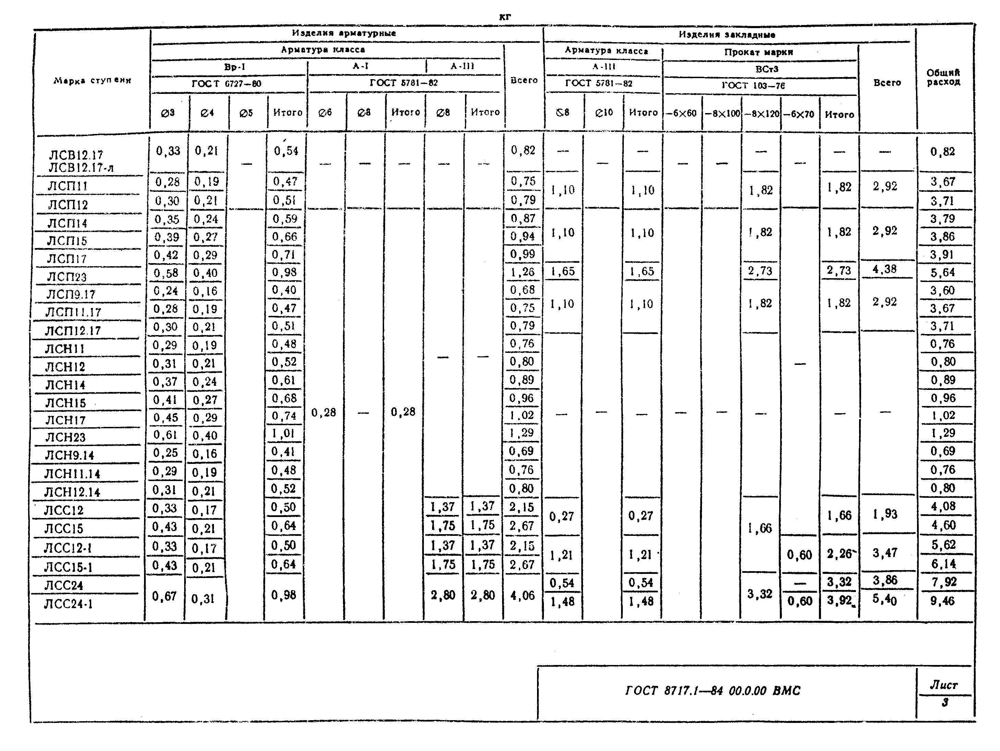 кг
Изделия арматурные Изделия закладные
Арматура класса Арматура класса Прокат марки
Марка ступени Вр-I А-I А-III Всего А-III ВСт3 Всего Общий расход
ГОСТ 6727—80 ГОСТ 5781—82 ГОСТ 5781—82 ГОСТ 103—76
∅3 ∅4 ∅5 Итого ∅6 ∅8 Итого ∅8 Итого ∅8 ∅10 Итого —6×60 —8×100 —8×120 —6×70 Итого
ЛСВ12.17 0,33 0,21 — 0,54 — — — — — 0,82 — — — — — — — — — 0,82
ЛСВ12.17-л
ЛСП11 0,28 0,19 0,47 0,75 1,10 1,10 1,82 1,82 2,92 3,67
ЛСП12 0,30 0,21 0,51 0,79 3,71
ЛСП14 0,35 0,24 0,59 0,87 3,79
ЛСП15 0,39 0,27 0,66 0,94 1,10 1,10 1,82 1,82 2,92 3,86
ЛСП17 0,42 0,29 0,71 0,99 3,91
ЛСП23 0,58 0,40 0,98 1,26 1,65 1,65 2,73 2,73 4,38 5,64
ЛСП9.17 0,24 0,16 0,40 0,68 3,60
ЛСП11.17 0,28 0,19 0,47 0,75 1,10 1,10 1,82 1,82 2,92 3,67
ЛСП12.17 0,30 0,21 0,51 0,79 3,71
ЛСН11 0,29 0,19 0,48 0,76 0,76
ЛСН12 0,31 0,21 0,52 — — 0,80 — 0,80
ЛСН14 0,37 0,24 0,61 0,89 0,89
ЛСН15 0,41 0,27 0,68 0,96 0,96
ЛСН17 0,45 0,29 0,74 0,28 — 0,28 1,02 — — — — — — — — 1,02
ЛСН23 0,61 0,40 1,01 1,29 1,29
ЛСН9.14 0,25 0,16 0,41 0,69 0,69
ЛСН11.14 0,29 0,19 0,48 0,76 0,76
ЛСН12.14 0,31 0,21 0,52 0,80 0,80
ЛСС12 0,33 0,17 0,50 1,37 1,37 2,15 0,27 0,27 1,66 1,93 4,08
ЛСС15 0,43 0,21 0,64 1,75 1,75 2,67 1,66 4,60
ЛСС12-1 0,33 0,17 0,50 1,37 1,37 2,15 1,21 1,21 0,60 2,26 3,47 5,62
ЛСС15-1 0,43 0,21 0,64 1,75 1,75 2,67 6,14
ЛСС24 0,67 0,31 0,98 2,80 2,80 4,06 0,54 0,54 3,32 — 3,32 3,86 7,92
ЛСС24-1 1,48 1,48 0,60 3,92 5,40 9,46
ГОСТ 8717.1—84 00.0.00 ВМС
Лист
3